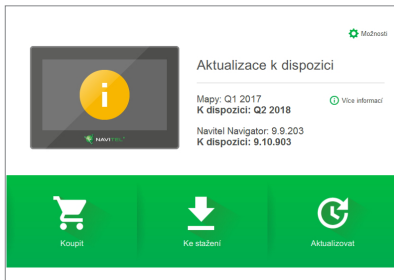 Možnosti
Aktualizace k dispozici
Mapy: Q1 2017
K dispozici: Q2 2018
Více informací
Navitel Navigator: 9.9.203
K dispozici: 9.10.903
NAVITEL
Koupit
Ke stažení
Aktualizovat